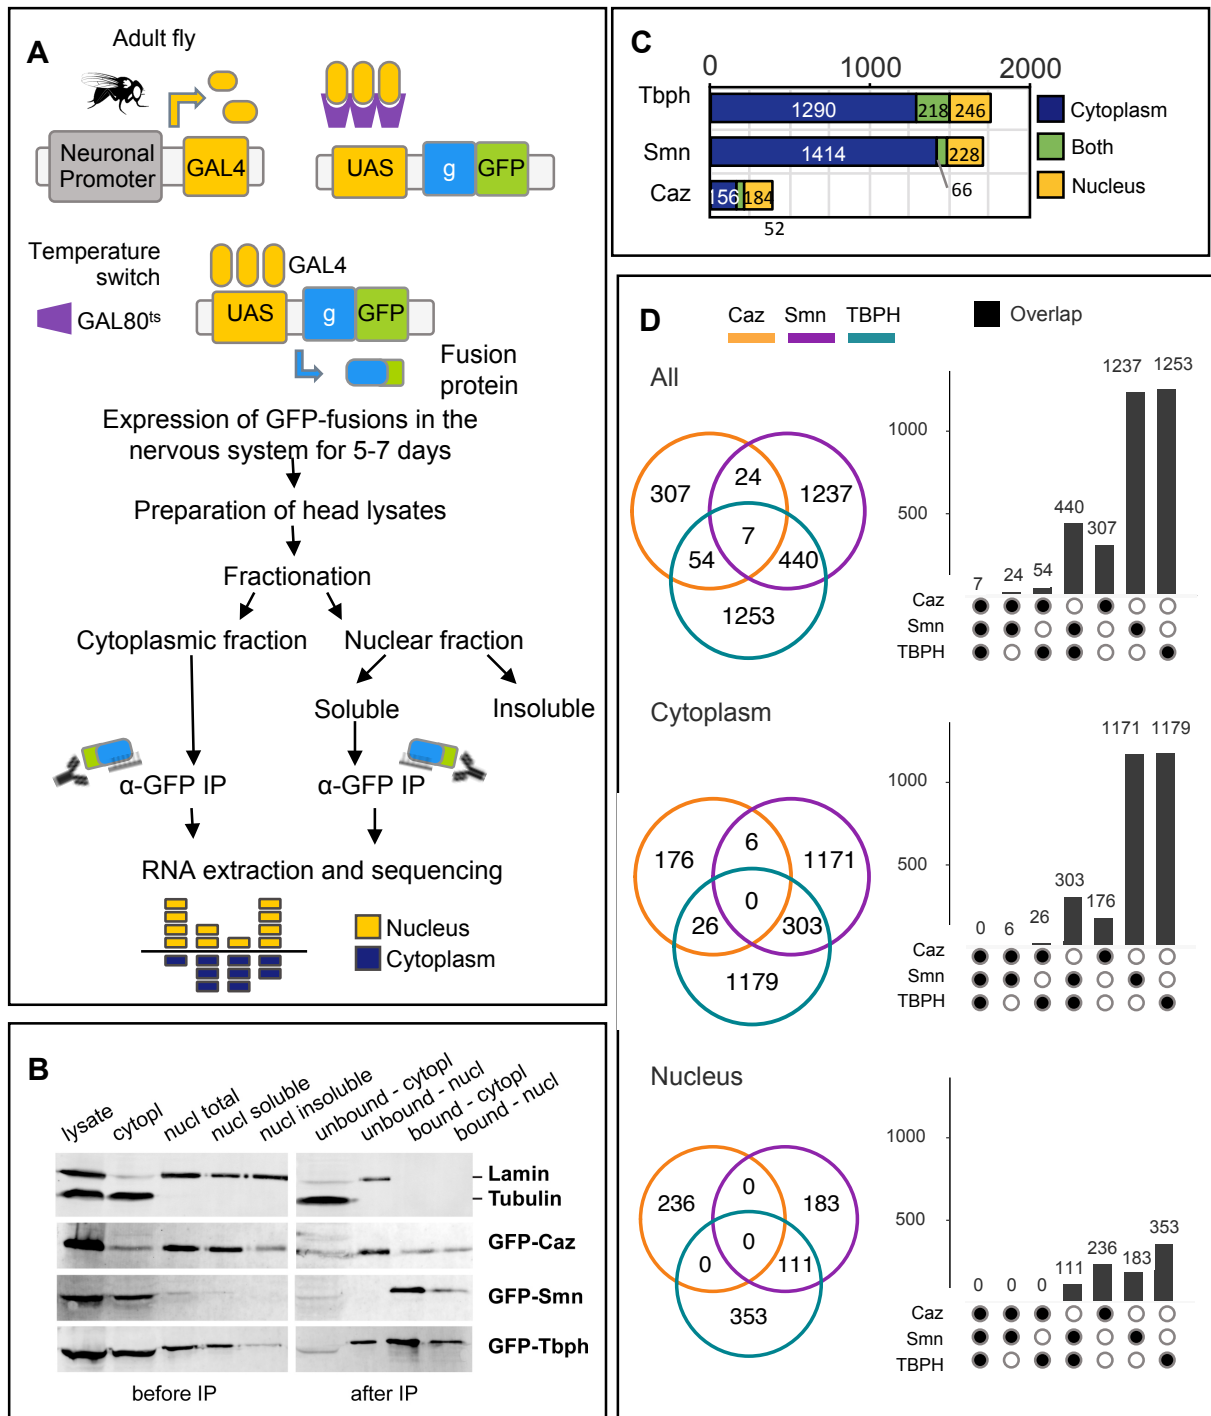 A
Adult fly
Neuronal
Promoter
GAL4
UAS
g
GFP
Temperature
switch
GAL80ts
GAL4
UAS
g
GFP
Fusion
protein
Expression of GFP-fusions in the
nervous system for 5-7 days
Preparation of head lysates
Fractionation
Cytoplasmic fraction
Nuclear fraction
Soluble
Insoluble
α-GFP IP
α-GFP IP
RNA extraction and sequencing
Nucleus
Cytoplasm
B
lysate
cytopl
nucl total
nucl soluble
nucl insoluble
unbound - cytopl
unbound - nucl
bound - cytopl
bound - nucl
Lamin
Tubulin
GFP-Caz
GFP-Smn
GFP-Tbph
before IP
after IP
C
0
1000
2000
Tbph
1290
218
246
Smn
1414
228
66
Caz
156
184
52
Cytoplasm
Both
Nucleus
D
Caz
Smn
TBPH
Overlap
All
307
24
1237
7
54
440
1253
1000
500
7
24
54
440
307
1237
1253
Caz
Smn
TBPH
Cytoplasm
176
6
1171
0
26
303
1179
1000
500
0
6
26
303
176
1171
1179
Caz
Smn
TBPH
Nucleus
236
0
183
0
0
111
353
1000
500
0
0
0
111
236
183
353
Caz
Smn
TBPH